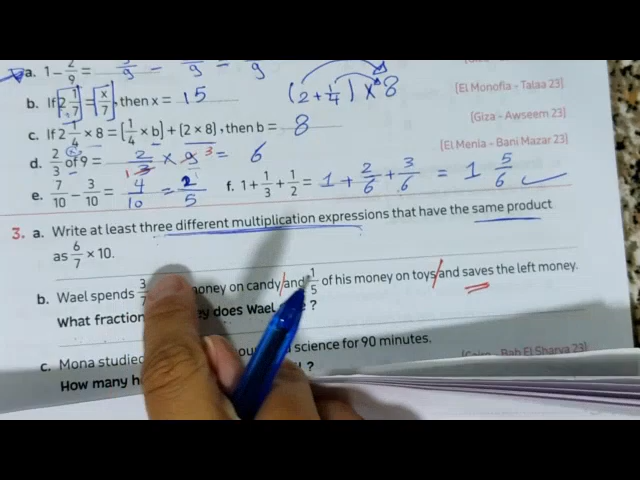 a. 1 - 2/9 = 9/9 - 9 = 9
b. If 2 1/7 = x/7, then x = 15 (2 + 1/4) × 8
[El Monofia - Talaa 23]
c. If 2 1/4 × 8 = (1/4 × b) + (2 × 8), then b = 8
[Giza - Awseem 23]
d. 2/3 of 9 = 2/3 × 9 = 6
[El Menia - Bani Mazar 23]
e. 7/10 - 3/10 = 4/10 = 2/5 f. 1 + 1/3 + 1/2 = 1 + 2/6 + 3/6 = 1 5/6
3. a. Write at least three different multiplication expressions that have the same product
as 6/7 × 10.
b. Wael spends 3/7 money on candy and 1/5 of his money on toys and saves the left money.
What fraction does Wael ?
c. Mona studied science for 90 minutes.
How many ?